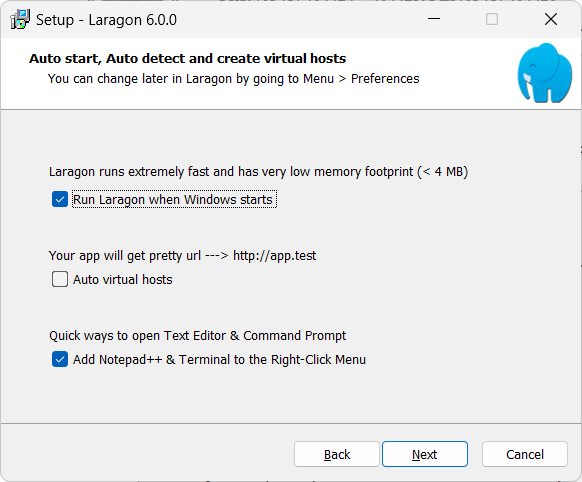 Setup - Laragon 6.0.0
Auto start, Auto detect and create virtual hosts
You can change later in Laragon by going to Menu > Preferences
Laragon runs extremely fast and has very low memory footprint (< 4 MB)
Run Laragon when Windows starts
Your app will get pretty url ---> http://app.test
Auto virtual hosts
Quick ways to open Text Editor & Command Prompt
Add Notepad++ & Terminal to the Right-Click Menu
Back Next Cancel